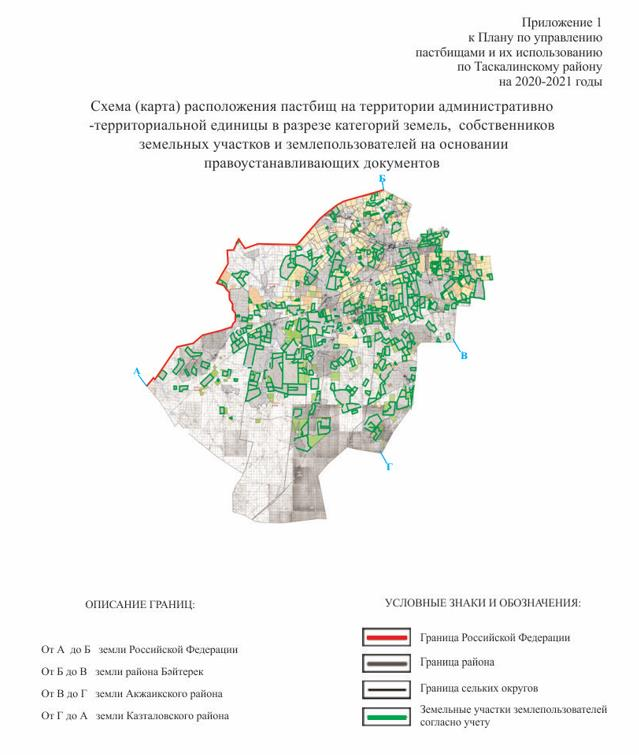 Приложение 1
к Плану по управлению
пастбищами и их использованию
по Таскалинскому району
на 2020-2021 годы
Схема (карта) расположения пастбищ на территории административно
-территориальной единицы в разрезе категорий земель, собственников
земельных участков и землепользователей на основании
правоустанавливающих документов
Б
А
В
Г
ОПИСАНИЕ ГРАНИЦ:
От А до Б земли Российской Федерации
От Б до В земли района Бэйтерек
От В до Г земли Акжаикского района
От Г до А земли Казталовского района
УСЛОВНЫЕ ЗНАКИ И ОБОЗНАЧЕНИЯ:
Граница Российской Федерации
Граница района
Граница сельких округов
Земельные участки землепользователей
согласно учету